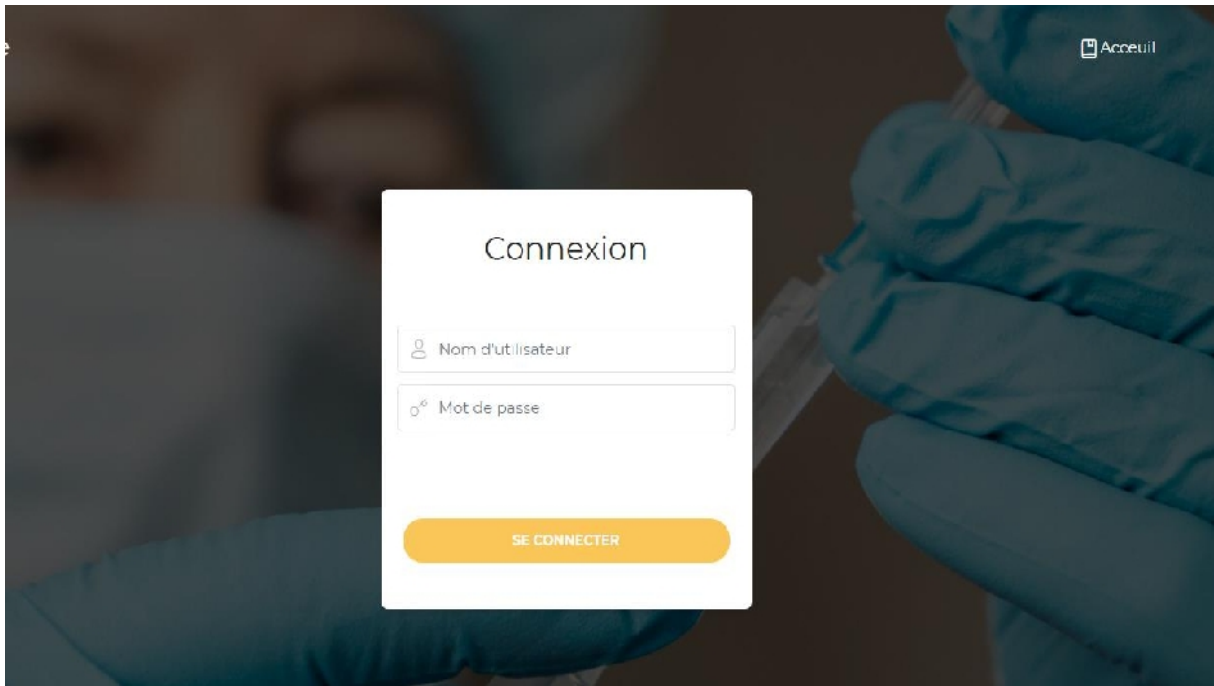 e
Acceuil
Connexion
Nom d'utilisateur
Mot de passe
SE CONNECTER